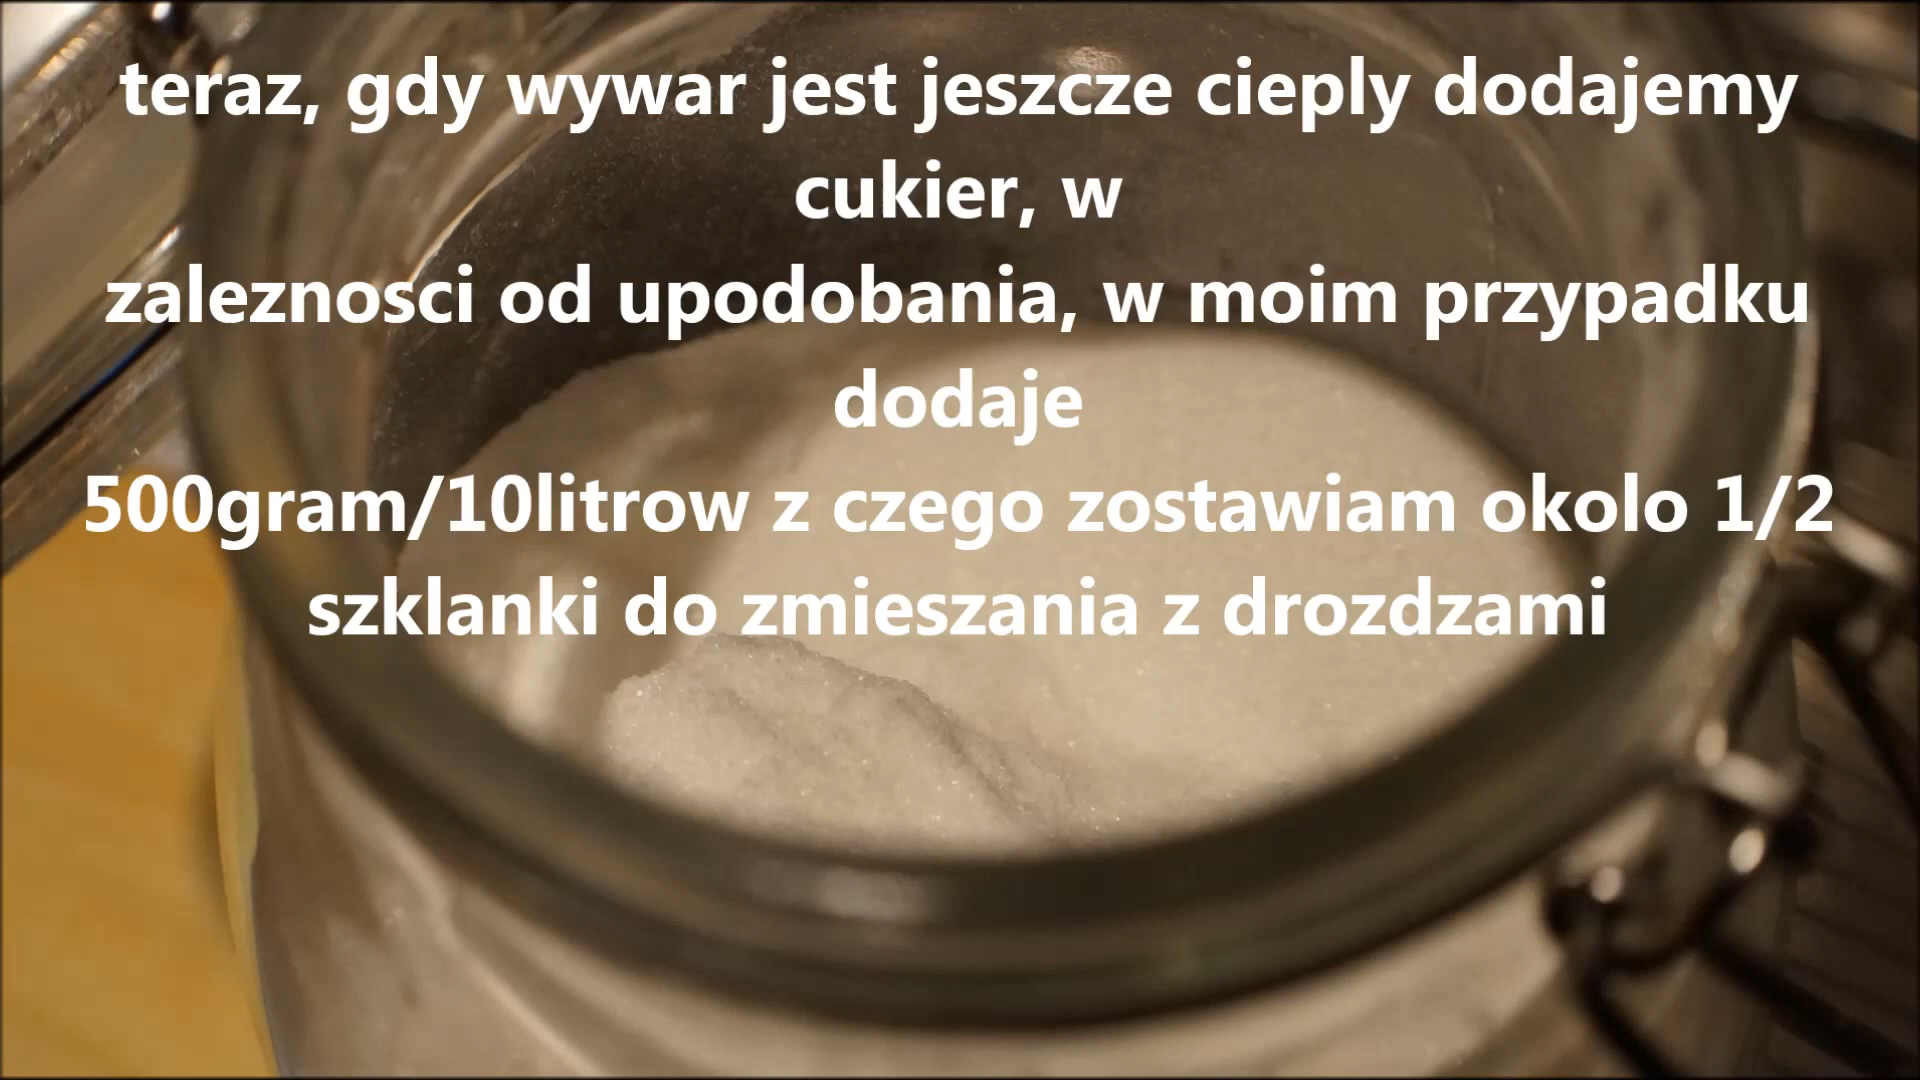 teraz, gdy wywar jest jeszcze cieply dodajemy
cukier, w
zaleznosci od upodobania, w moim przypadku
dodaje
500gram/10litrow z czego zostawiam okolo 1/2
szklanki do zmieszania z drozdzami